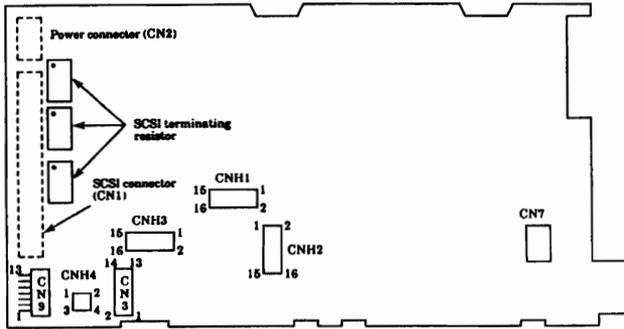 Power connector (CN2)
SCSI terminating
resistor
SCSI connector
(CN1)
CNH1
15 1
16 2
CNH3
15 1
16 2
1 2
CNH2
15 16
CN7
13
CN9
1
CNH4
1 2
3 4
14 13
CN3
2 1